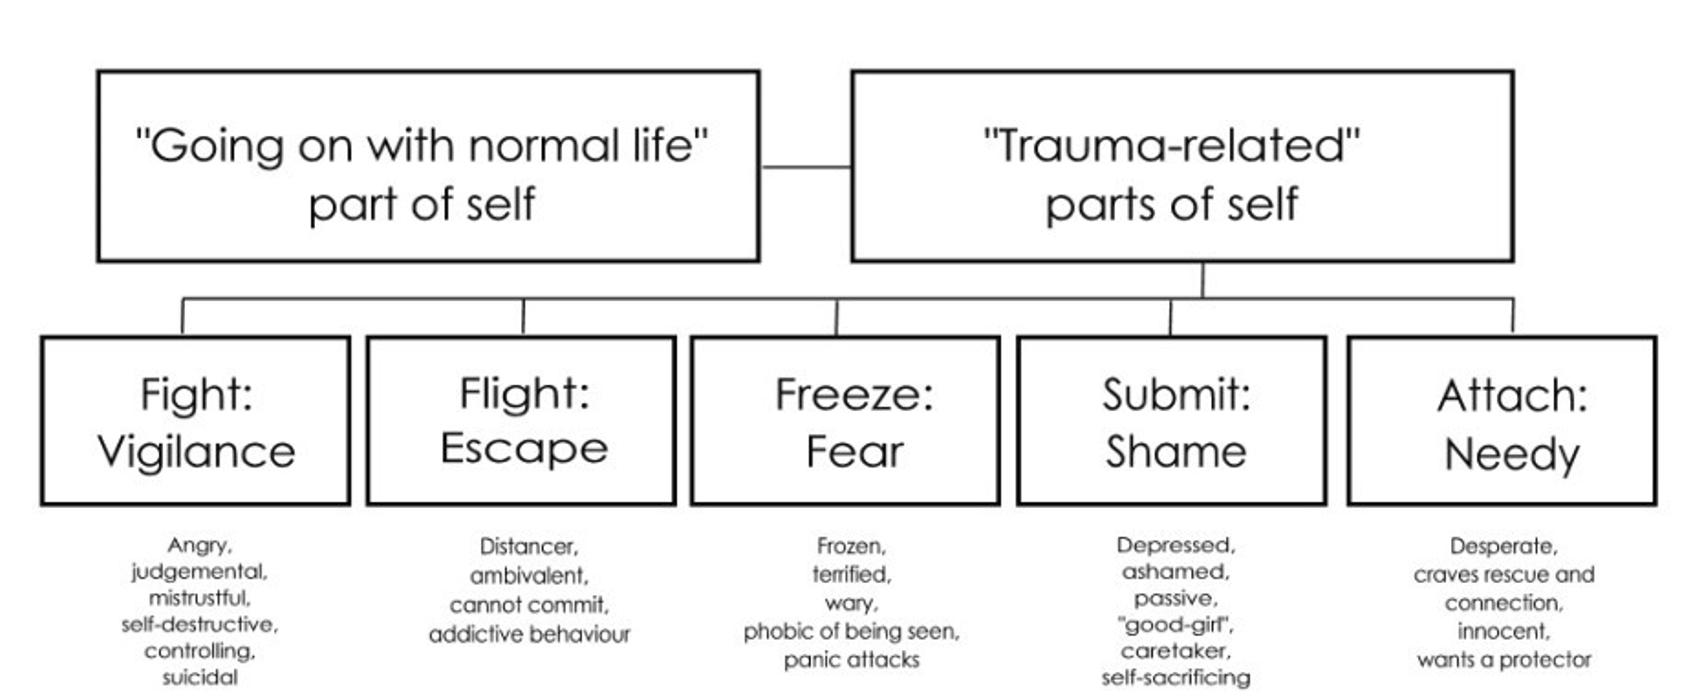 "Going on with normal life"
part of self
"Trauma-related"
parts of self
Fight:
Vigilance
Flight:
Escape
Freeze:
Fear
Submit:
Shame
Attach:
Needy
Angry,
judgemental,
mistrustful,
self-destructive,
controlling,
suicidal
Distancer,
ambivalent,
cannot commit,
addictive behaviour
Frozen,
terrified,
wary,
phobic of being seen,
panic attacks
Depressed,
ashamed,
passive,
"good-girl",
caretaker,
self-sacrificing
Desperate,
craves rescue and
connection,
innocent,
wants a protector